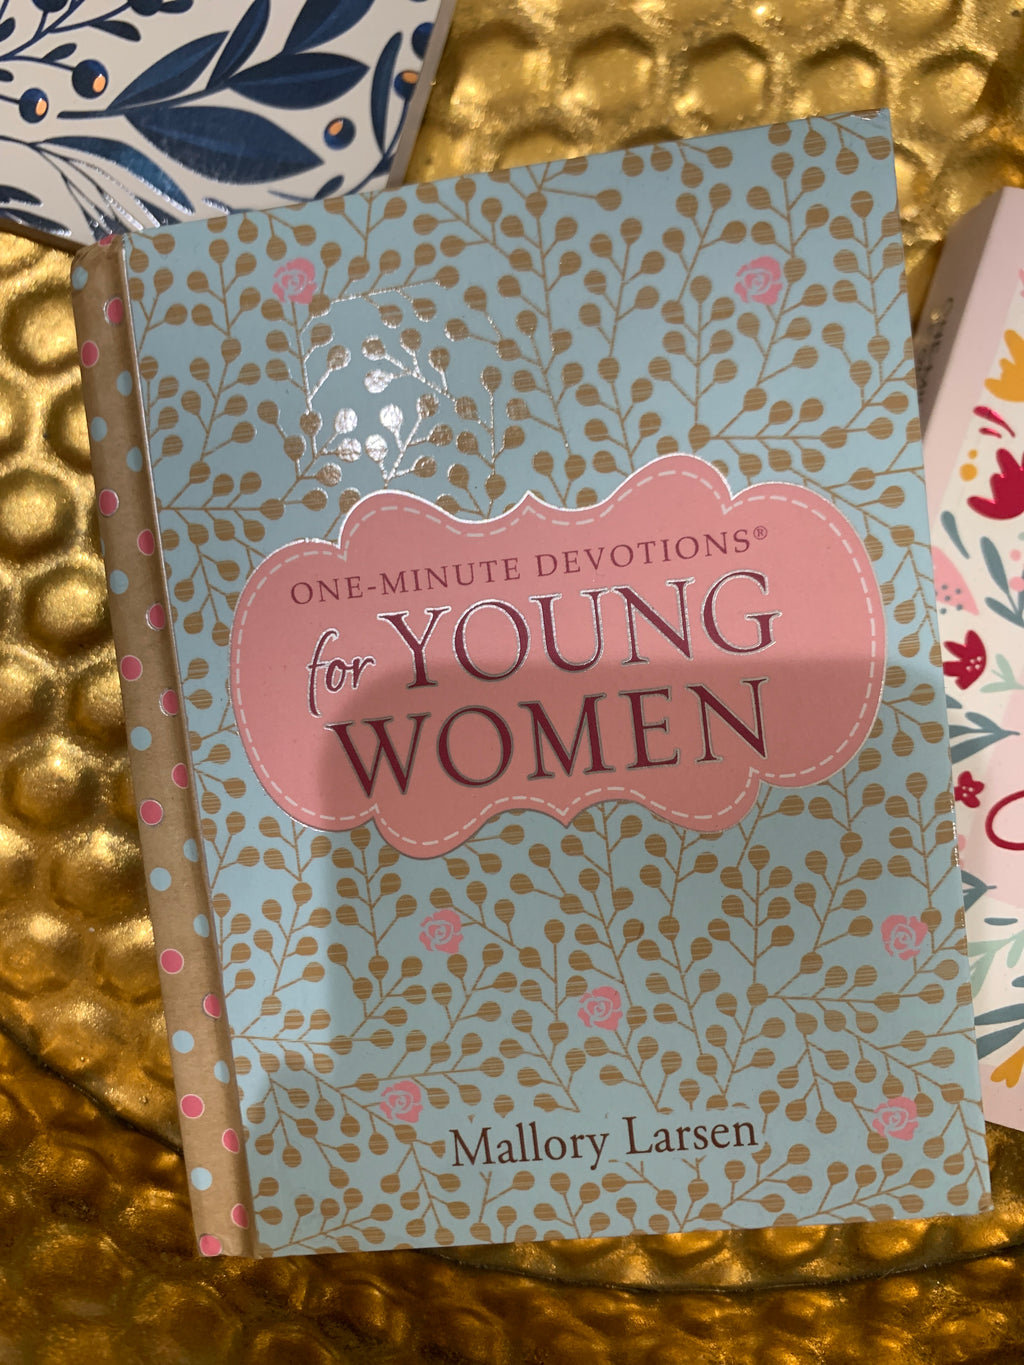 ONE-MINUTE DEVOTIONS®
for YOUNG
WOMEN
Mallory Larsen